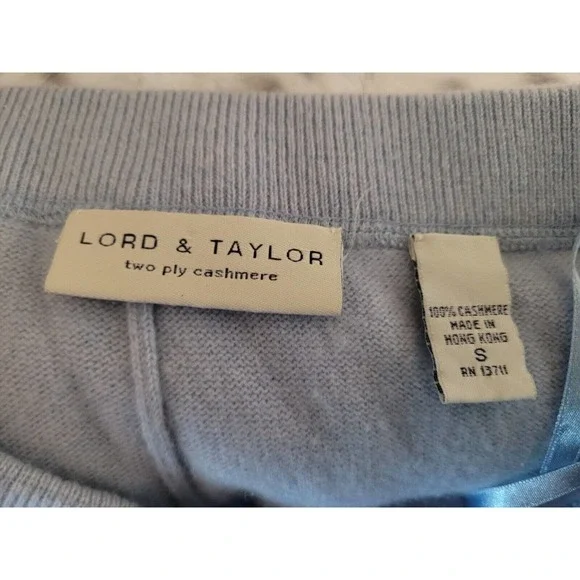 LORD & TAYLOR
two ply cashmere
100% CASHMERE
MADE IN
HONG KONG
S
RN 13711